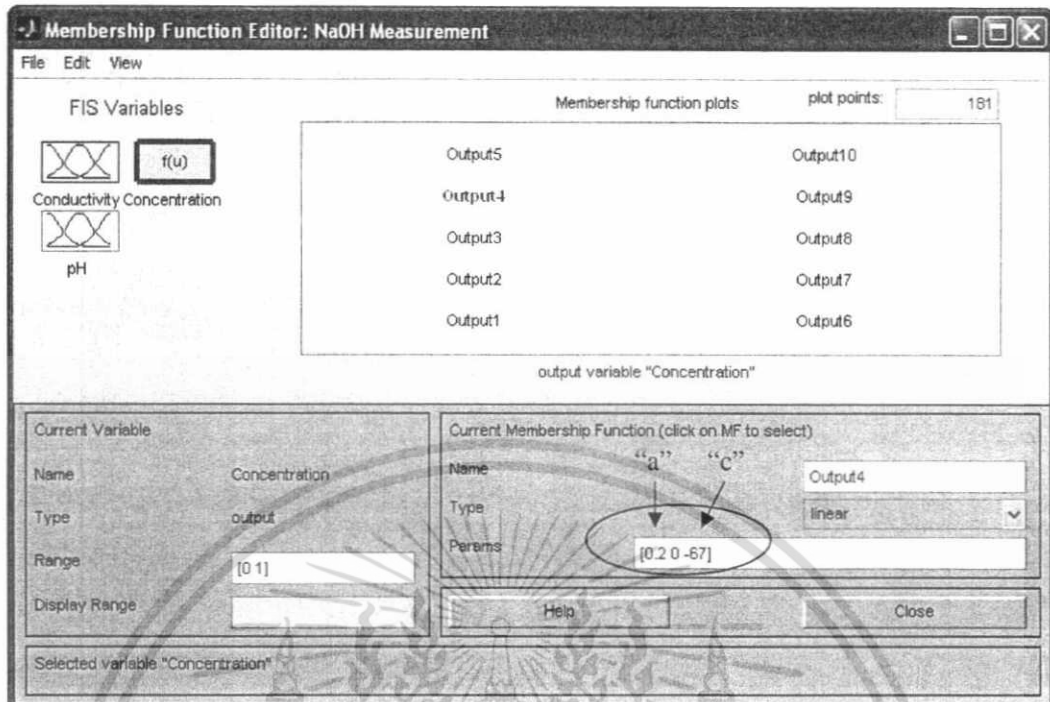 Membership Function Editor: NaOH Measurement
File Edit View
FIS Variables
f(u)
Conductivity Concentration
pH
Membership function plots
plot points: 181
Output5
Output4
Output3
Output2
Output1
Output10
Output9
Output8
Output7
Output6
output variable "Concentration"
Current Variable
Name Concentration
Type output
Range [0 1]
Display Range
Current Membership Function (click on MF to select)
"a" "c"
Name Output4
Type linear
Params [0.2 0 -67]
Help Close
Selected variable "Concentration"